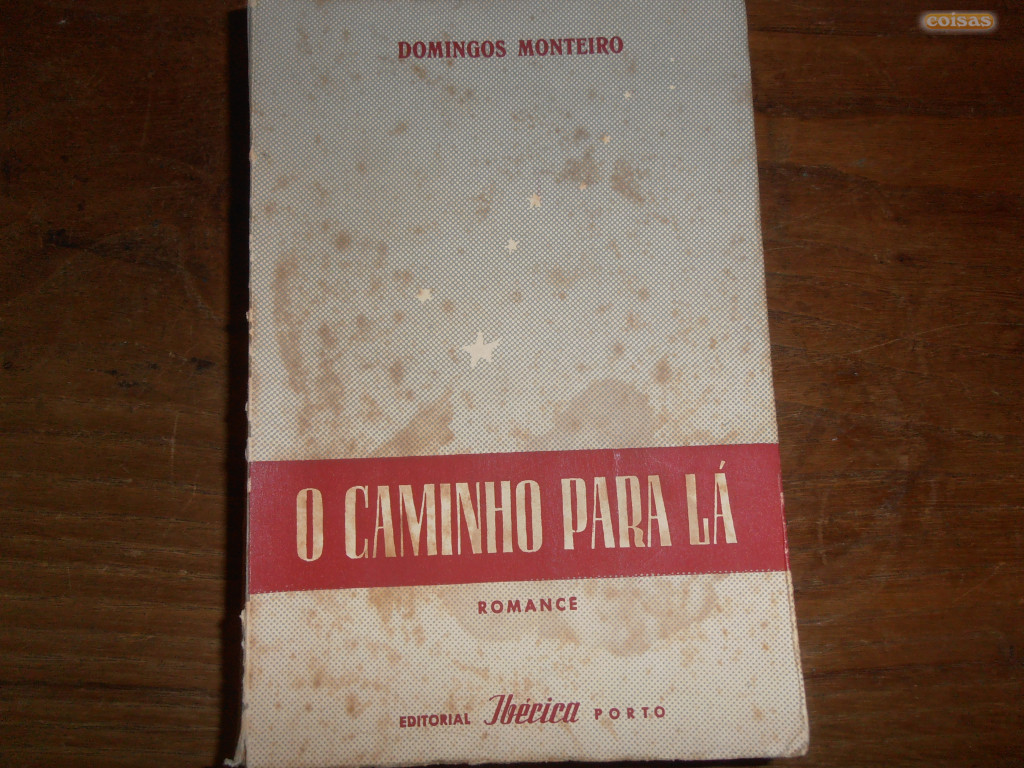 coisas
DOMINGOS MONTEIRO
O CAMINHO PARA LÁ
ROMANCE
EDITORIAL Ibérica PORTO